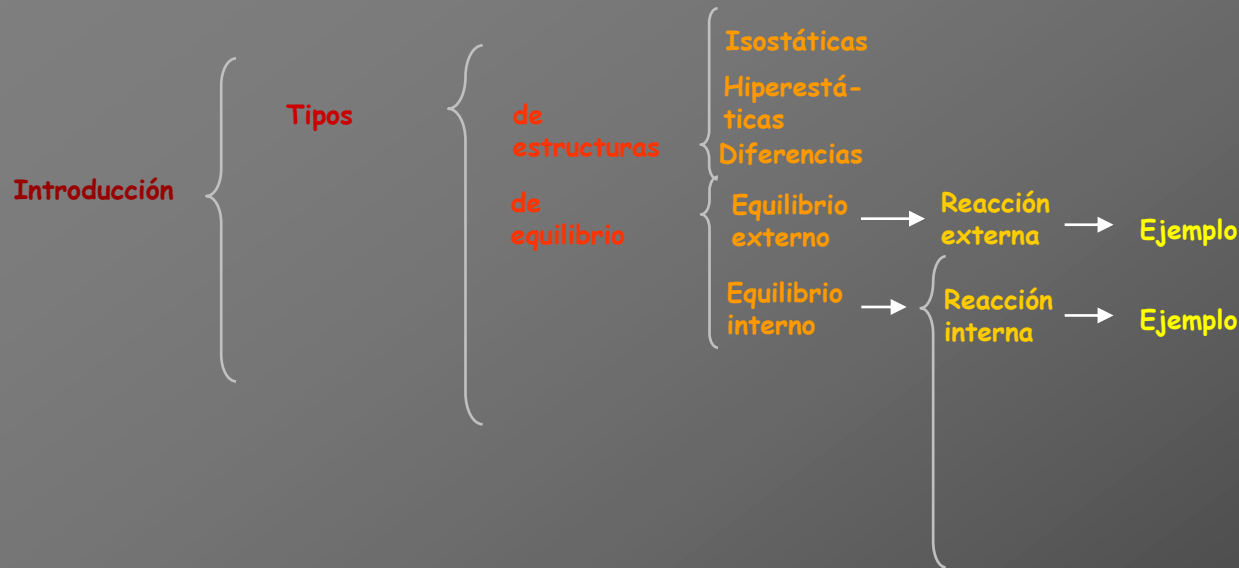 Introducción
Tipos
de
estructuras
Isostáticas
Hiperestá-
ticas
Diferencias
de
equilibrio
Equilibrio
externo
Reacción
externa
Ejemplo
Equilibrio
interno
Reacción
interna
Ejemplo